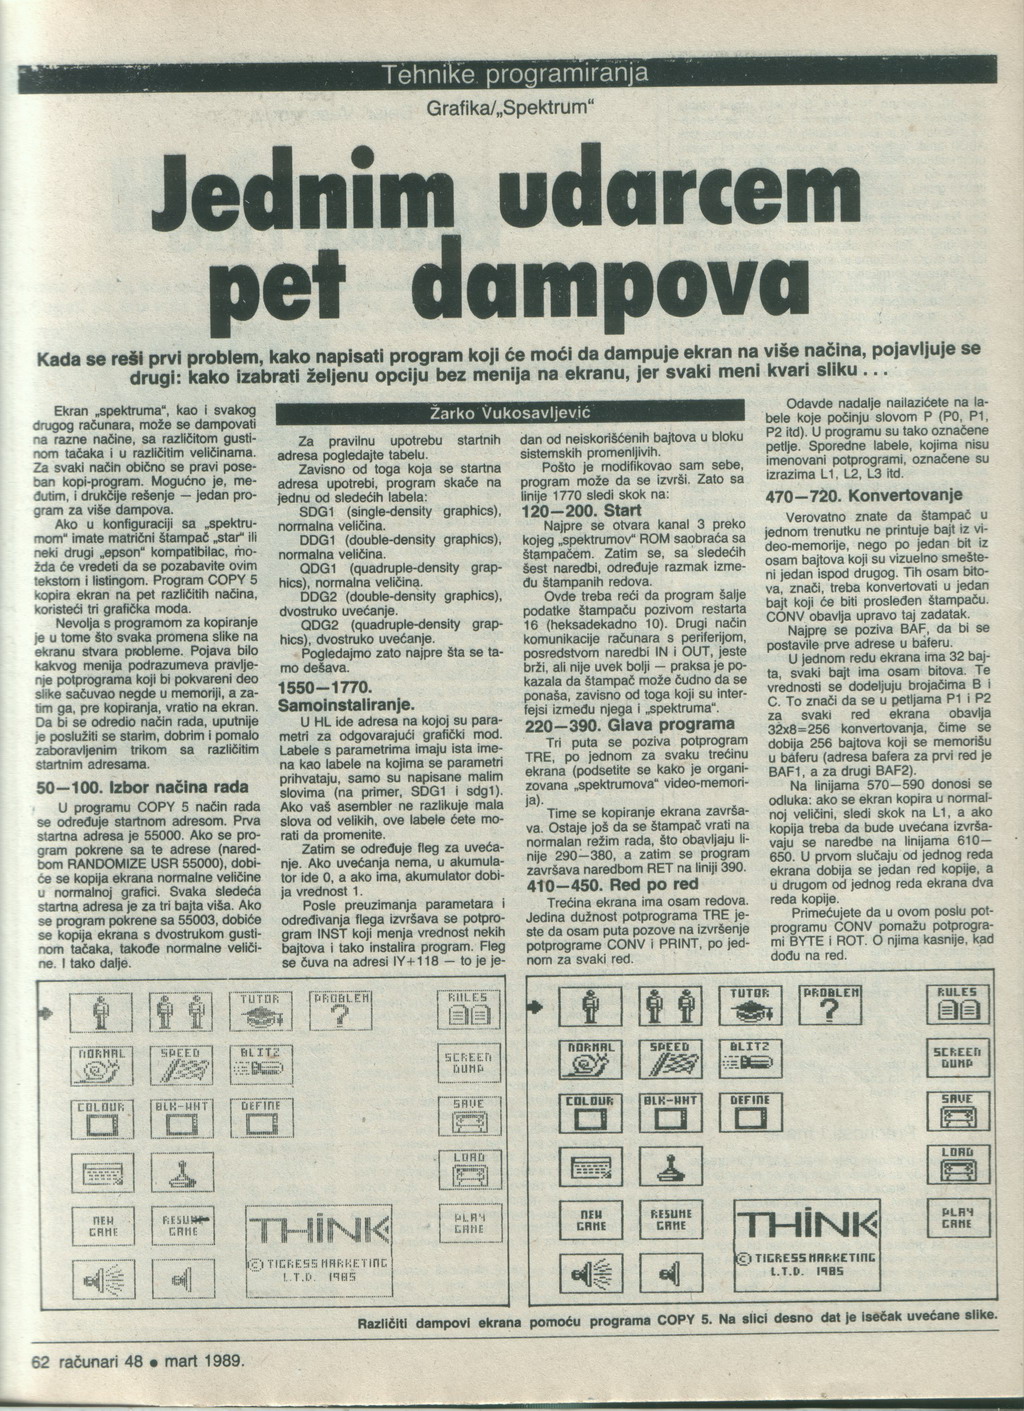 Tehnike programiranja
Grafika/„Spektrum“
Jednim udarcem
pet dampova
Kada se reši prvi problem, kako napisati program koji će moći da dampuje ekran na više načina, pojavljuje se
drugi: kako izabrati željenu opciju bez menija na ekranu, jer svaki meni kvari sliku . . .
Žarko Vukosavljević
Ekran „spektruma“, kao i svakog
drugog računara, može se dampovati
na razne načine, sa različitom gusti-
nom tačaka i u različitim veličinama.
Za svaki način obično se pravi pose-
ban kopi-program. Mogućno je, me-
đutim, i drukčije rešenje — jedan pro-
gram za više dampova.
Ako u konfiguraciji sa „spektru-
mom“ imate matrični štampač „star“ ili
neki drugi „epson“ kompatibilac, mo-
žda će vredeti da se pozabavite ovim
tekstom i listingom. Program COPY 5
kopira ekran na pet različitih načina,
koristeći tri grafička moda.
Nevolja s programom za kopiranje
je u tome što svaka promena slike na
ekranu stvara probleme. Pojava bilo
kakvog menija podrazumeva pravlje-
nje potprograma koji bi pokvareni deo
slike sačuvao negde u memoriji, a za-
tim ga, pre kopiranja, vratio na ekran.
Da bi se odredio način rada, uputnije
je poslužiti se starim, dobrim i pomalo
zaboravljenim trikom sa različitim
startnim adresama.
50—100. Izbor načina rada
U programu COPY 5 način rada
se određuje startnom adresom. Prva
startna adresa je 55000. Ako se pro-
gram pokrene sa te adrese (nared-
bom RANDOMIZE USR 55000), dobi-
će se kopija ekrana normalne veličine
u normalnoj grafici. Svaka sledeća
startna adresa je za tri bajta viša. Ako
se program pokrene sa 55003, dobiće
se kopija ekrana s dvostrukom gusti-
nom tačaka, takođe normalne veliči-
ne. I tako dalje.
Za pravilnu upotrebu startnih
adresa pogledajte tabelu.
Zavisno od toga koja se startna
adresa upotrebi, program skače na
jednu od sledećih labela:
SDG1 (single-density graphics),
normalna veličina.
DDG1 (double-density graphics),
normalna veličina.
QDG1 (quadruple-density grap-
hics), normalna veličina.
DDG2 (double-density graphics),
dvostruko uvećanje.
QDG2 (quadruple-density grap-
hics), dvostruko uvećanje.
Pogledajmo zato najpre šta se ta-
mo dešava.
1550—1770.
Samoinstaliranje.
U HL ide adresa na kojoj su para-
metri za odgovarajući grafički mod.
Labele s parametrima imaju ista ime-
na kao labele na kojima se parametri
prihvataju, samo su napisane malim
slovima (na primer, SDG1 i sdg1).
Ako vaš asembler ne razlikuje mala
slova od velikih, ove labele ćete mo-
rati da promenite.
Zatim se određuje fleg za uveća-
nje. Ako uvećanja nema, u akumula-
tor ide 0, a ako ima, akumulator dobi-
ja vrednost 1.
Posle preuzimanja parametara i
određivanja flega izvršava se potpro-
gram INST koji menja vrednost nekih
bajtova i tako instalira program. Fleg
se čuva na adresi IY+118 — to je je-
dan od neiskorišćenih bajtova u bloku
sistemskih promenljivih.
Pošto je modifikovao sam sebe,
program može da se izvrši. Zato sa
linije 1770 sledi skok na:
120—200. Start
Najpre se otvara kanal 3 preko
kojeg „spektrumov“ ROM saobraća sa
štampačem. Zatim se, sa sledećih
šest naredbi, određuje razmak izme-
đu štampanih redova.
Ovde treba reći da program šalje
podatke štampaču pozivom restarta
16 (heksadekadno 10). Drugi način
komunikacije računara s periferijom,
posredstvom naredbi IN i OUT, jeste
brži, ali nije uvek bolji — praksa je po-
kazala da štampač može čudno da se
ponaša, zavisno od toga koji su inter-
fejsi između njega i „spektruma“.
220—390. Glava programa
Tri puta se poziva potprogram
TRE, po jednom za svaku trećinu
ekrana (podsetite se kako je organi-
zovana „spektrumova“ video-memori-
ja).
Time se kopiranje ekrana završa-
va. Ostaje još da se štampač vrati na
normalan režim rada, što obavljaju li-
nije 290—380, a zatim se program
završava naredbom RET na liniji 390.
410—450. Red po red
Trećina ekrana ima osam redova.
Jedina dužnost potprograma TRE je-
ste da osam puta pozove na izvršenje
potprograme CONV i PRINT, po jed-
nom za svaki red.
Odavde nadalje nailazićete na la-
bele koje počinju slovom P (P0, P1,
P2 itd). U programu su tako označene
petlje. Sporedne labele, kojima nisu
imenovani potprogrami, označene su
izrazima L1, L2, L3 itd.
470—720. Konvertovanje
Verovatno znate da štampač u
jednom trenutku ne printuje bajt iz vi-
deo-memorije, nego po jedan bit iz
osam bajtova koji su vizuelno smešte-
ni jedan ispod drugog. Tih osam bito-
va, znači, treba konvertovati u jedan
bajt koji će biti prosleđen štampaču.
CONV obavlja upravo taj zadatak.
Najpre se poziva BAF, da bi se
postavile prve adrese u baferu.
U jednom redu ekrana ima 32 baj-
ta, svaki bajt ima osam bitova. Te
vrednosti se dodeljuju brojačima B i
C. To znači da se u petljama P1 i P2
za svaki red ekrana obavlja
32x8=256 konvertovanja, čime se
dobija 256 bajtova koji se memorišu
u baferu (adresa bafera za prvi red je
BAF1, a za drugi BAF2).
Na linijama 570—590 donosi se
odluka: ako se ekran kopira u normal-
noj veličini, sledi skok na L1, a ako
kopija treba da bude uvećana izvrša-
vaju se naredbe na linijama 610—
650. U prvom slučaju od jednog reda
ekrana dobija se jedan red kopije, a
u drugom od jednog reda ekrana dva
reda kopije.
Primećujete da u ovom poslu pot-
programu CONV pomažu potprogra-
mi BYTE i ROT. O njima kasnije, kad
dođu na red.
TUTOR PROBLEM RULES
?
NORMAL SPEED BLITZ SCREEN
DUMP
COLOUR BLK-WHT DEFINE SAVE
LOAD
NEW RESUME PLAY
GAME GAME GAME
THINK
© TIGRESS MARKETING
L.T.D. 1985
TUTOR PROBLEM RULES
?
NORMAL SPEED BLITZ SCREEN
DUMP
COLOUR BLK-WHT DEFINE SAVE
LOAD
NEW RESUME PLAY
GAME GAME GAME
THINK
© TIGRESS MARKETING
L.T.D. 1985
Različiti dampovi ekrana pomoću programa COPY 5. Na slici desno dat je isečak uvećane slike.
62 računari 48 • mart 1989.